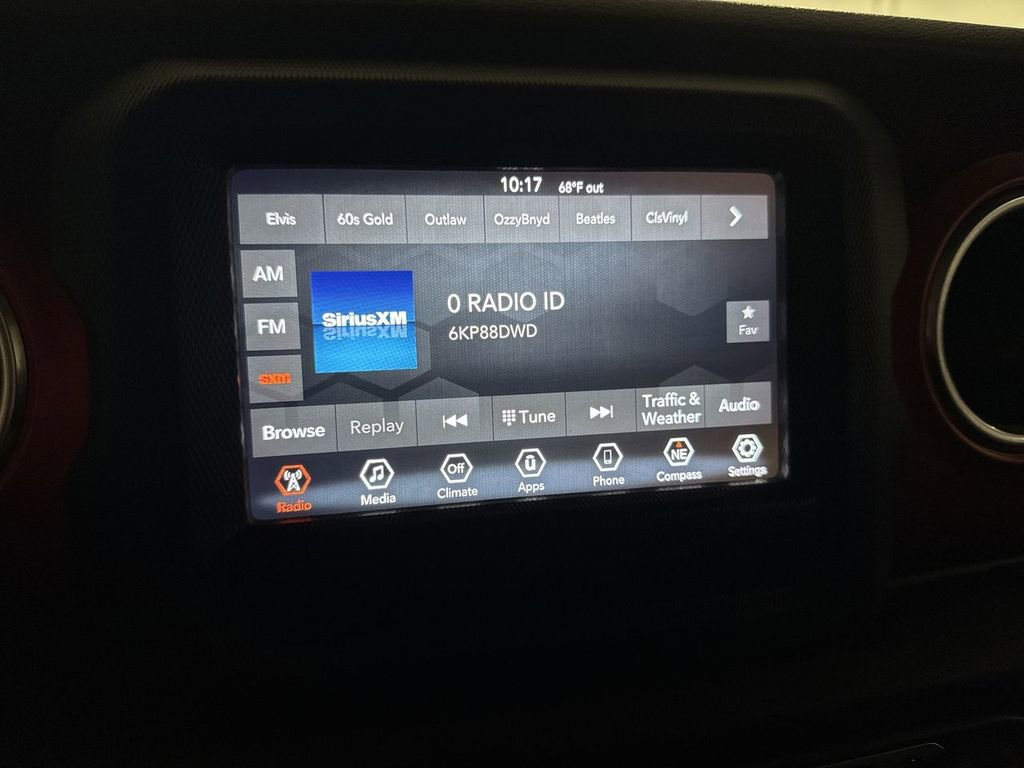 10:17 68°F out
Elvis 60s Gold Outlaw OzzyBnyd Beatles ClsVinyl
AM
FM
SXM
SiriusXM
0 RADIO ID
6KP88DWD
Fav
Browse Replay Tune Traffic & Weather Audio
Off Ū NE
Radio Media Climate Apps Phone Compass Settings